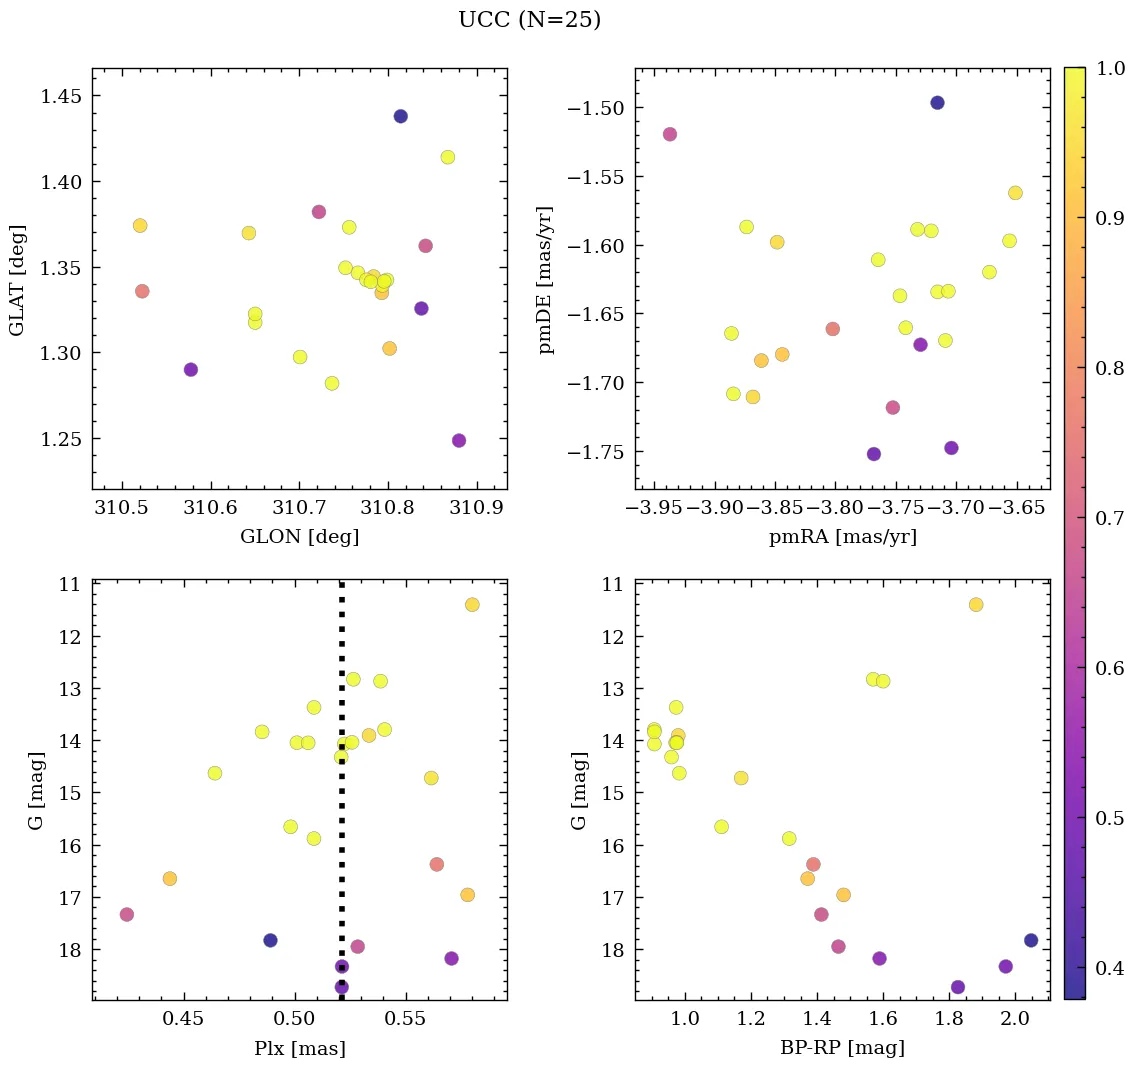 UCC (N=25)
1.45
1.40
1.35
1.30
1.25
GLAT [deg]
310.5 310.6 310.7 310.8 310.9
GLON [deg]
−1.50
−1.55
−1.60
−1.65
−1.70
−1.75
pmDE [mas/yr]
−3.95 −3.90 −3.85 −3.80 −3.75 −3.70 −3.65
pmRA [mas/yr]
11
12
13
14
15
16
17
18
G [mag]
0.45 0.50 0.55
Plx [mas]
11
12
13
14
15
16
17
18
G [mag]
1.0 1.2 1.4 1.6 1.8 2.0
BP-RP [mag]
1.0
0.9
0.8
0.7
0.6
0.5
0.4